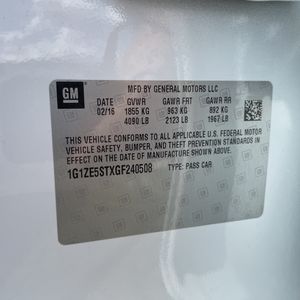 GM
MFD BY GENERAL MOTORS LLC
DATE GVWR GAWR FRT GAWR RR
02/16 1855 KG 963 KG 892 KG
4090 LB 2123 LB 1967 LB
THIS VEHICLE CONFORMS TO ALL APPLICABLE U.S. FEDERAL MOTOR
VEHICLE SAFETY, BUMPER, AND THEFT PREVENTION STANDARDS IN
EFFECT ON THE DATE OF MANUFACTURE SHOWN ABOVE.
1G1ZE5STXGF240508 TYPE: PASS CAR